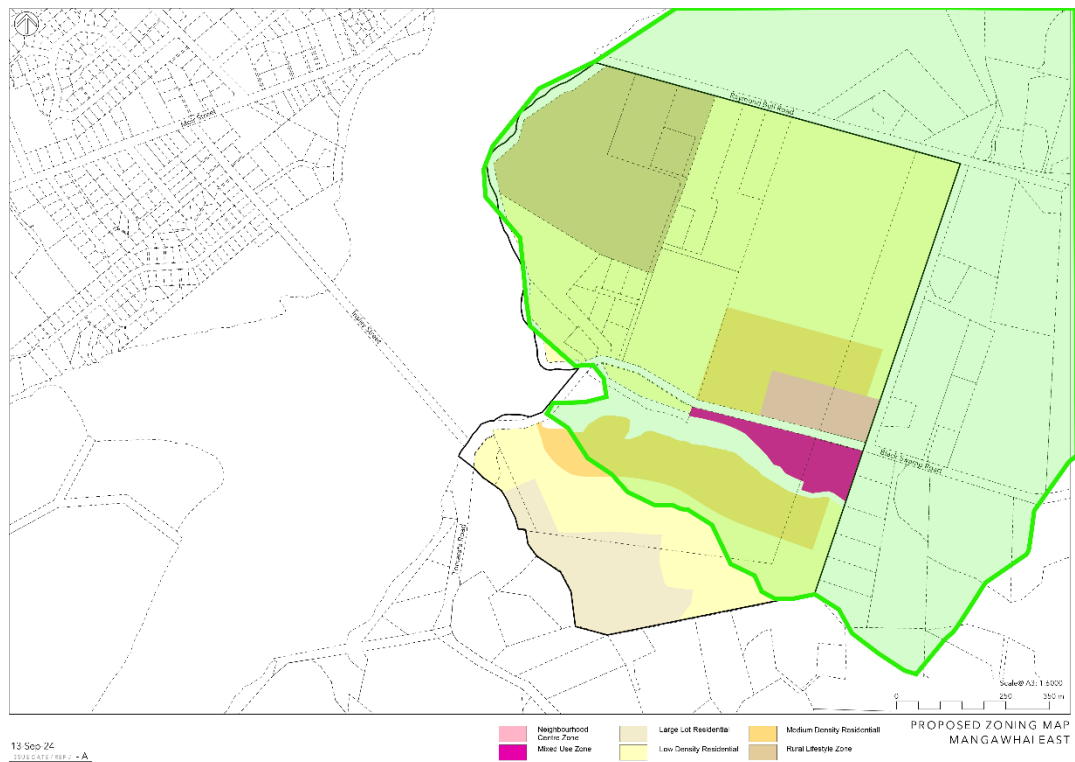 Moir Street
Raymond Bull Road
Insley Street
Black Swamp Road
Tomarata Road
Scale@ A3: 1:6000
0 250 350 m
PROPOSED ZONING MAP
MANGAWHAI EAST
Neighbourhood
Centre Zone
Mixed Use Zone
Large Lot Residential
Low Density Residential
Medium Density Residentiall
Rural Lifestyle Zone
13 Sep 24
- A